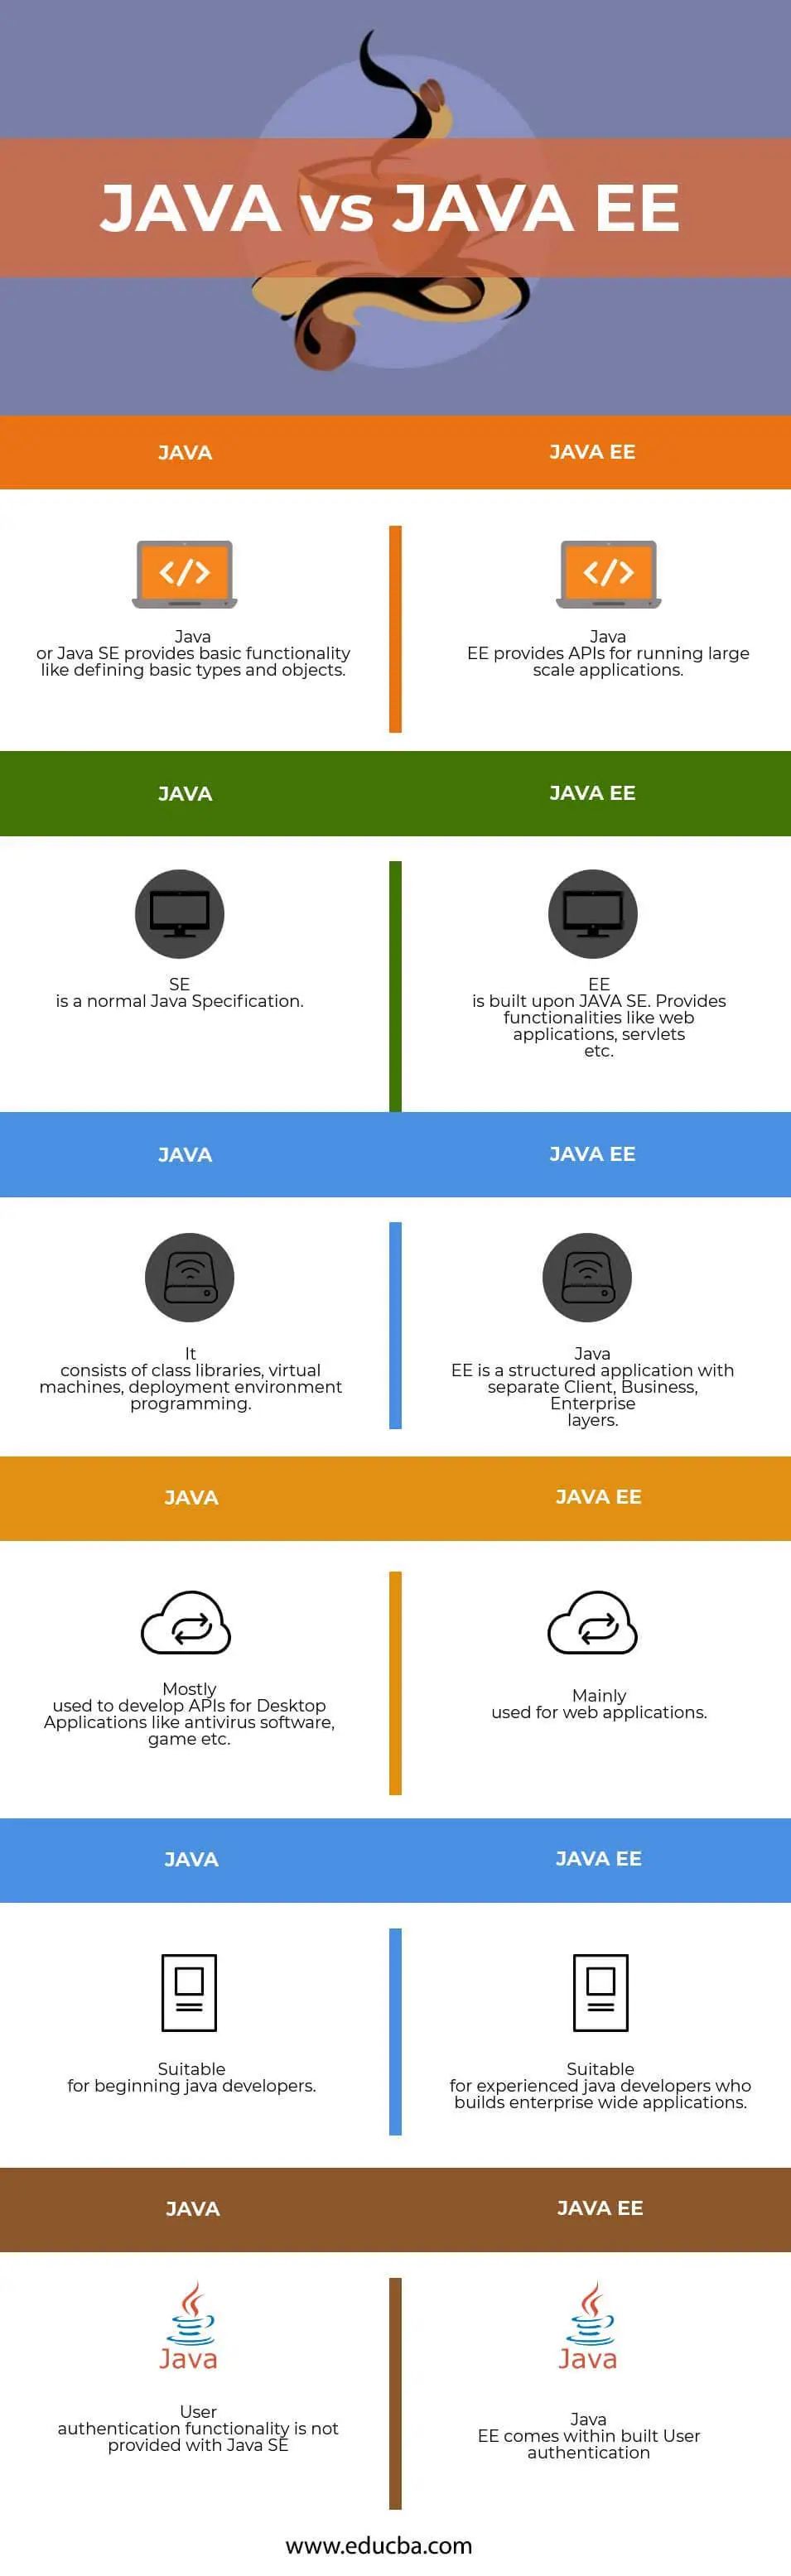 JAVA vs JAVA EE
JAVA
JAVA EE
</>
</>
Java
or Java SE provides basic functionality
like defining basic types and objects.
Java
EE provides APIs for running large
scale applications.
JAVA
JAVA EE
SE
is a normal Java Specification.
EE
is built upon JAVA SE. Provides
functionalities like web
applications, servlets
etc.
JAVA
JAVA EE
It
consists of class libraries, virtual
machines, deployment environment
programming.
Java
EE is a structured application with
separate Client, Business,
Enterprise
layers.
JAVA
JAVA EE
Mostly
used to develop APIs for Desktop
Applications like antivirus software,
game etc.
Mainly
used for web applications.
JAVA
JAVA EE
Suitable
for beginning java developers.
Suitable
for experienced java developers who
builds enterprise wide applications.
JAVA
JAVA EE
Java
Java
User
authentication functionality is not
provided with Java SE
Java
EE comes within built User
authentication
www.educba.com